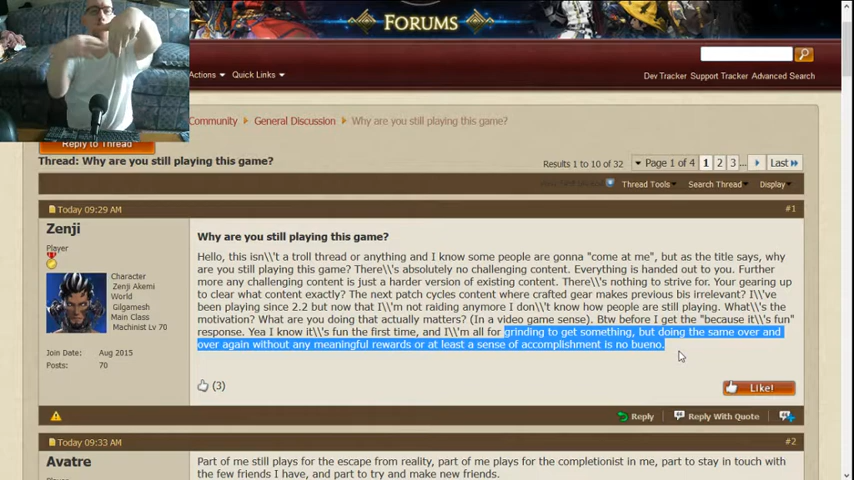 FORUMS
Actions Quick Links
Dev Tracker Support Tracker Advanced Search
Community General Discussion Why are you still playing this game?
Reply to Thread
Thread: Why are you still playing this game?
Results 1 to 10 of 32 Page 1 of 4 1 2 3 ... Last
Thread Tools Search Thread Display
Today 09:29 AM #1
Zenji
Player
Character
Zenji Akemi
World
Gilgamesh
Main Class
Machinist Lv 70
Join Date: Aug 2015
Posts: 70
Why are you still playing this game?
Hello, this isn\\'t a troll thread or anything and I know some people are gonna "come at me", but as the title says, why
are you still playing this game? There\\'s absolutely no challenging content. Everything is handed out to you. Further
more any challenging content is just a harder version of existing content. There\\'s nothing to strive for. Your gearing up
to clear what content exactly? The next patch cycles content where crafted gear makes previous bis irrelevant? I\\'ve
been playing since 2.2 but now that I\\'m not raiding anymore I don\\'t know how people are still playing. What\\'s the
motivation? What are you doing that actually matters? (In a video game sense). Btw before I get the "because it\\'s fun"
response. Yea I know it\\'s fun the first time, and I\\'m all for grinding to get something, but doing the same over and
over again without any meaningful rewards or at least a sense of accomplishment is no bueno.
(3)
Like!
Reply Reply With Quote
Today 09:33 AM #2
Avatre
Part of me still plays for the escape from reality, part of me plays for the completionist in me, part to stay in touch with
the few friends I have, and part to try and make new friends.